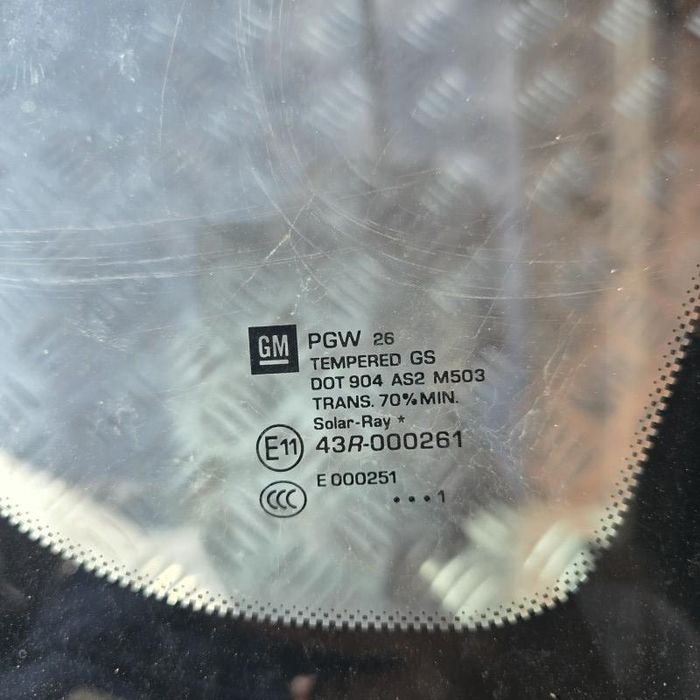 GM PGW 26
TEMPERED GS
DOT 904 AS2 M503
TRANS. 70% MIN.
Solar-Ray *
E11 43R-000261
E 000251
CCC
• • • 1